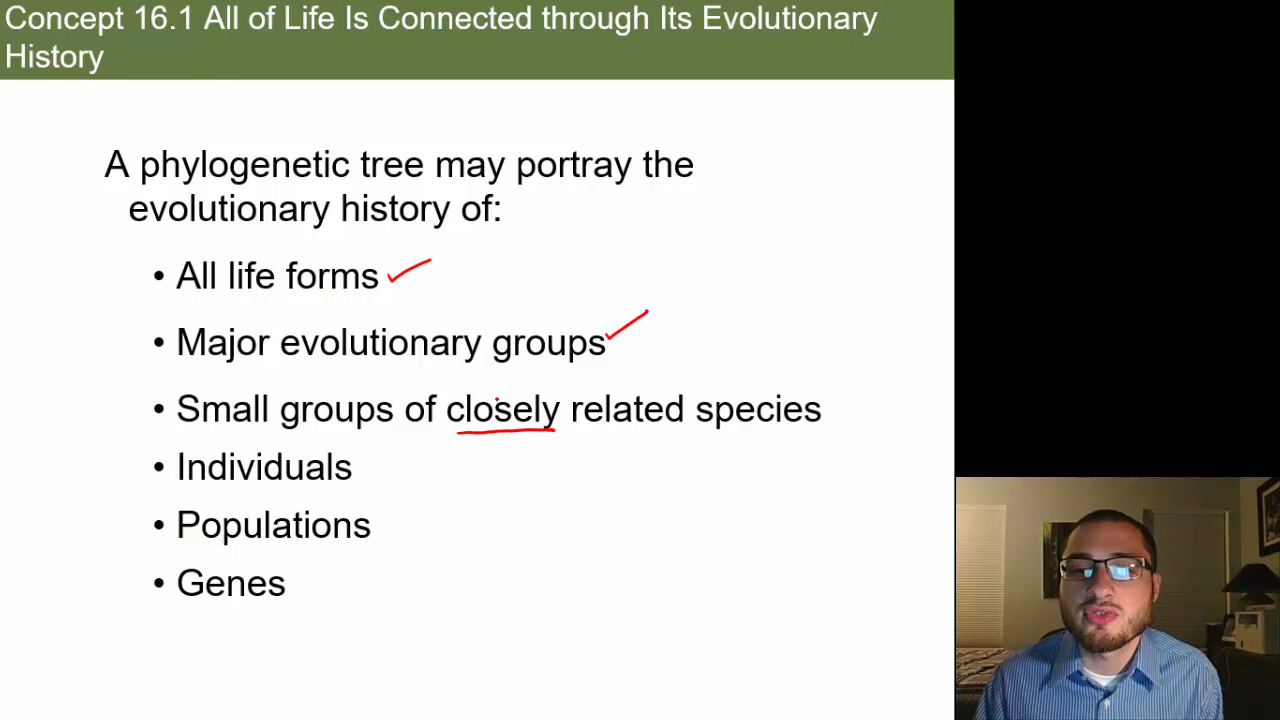 Concept 16.1 All of Life Is Connected through Its Evolutionary
History
A phylogenetic tree may portray the
evolutionary history of:
• All life forms
• Major evolutionary groups
• Small groups of closely related species
• Individuals
• Populations
• Genes